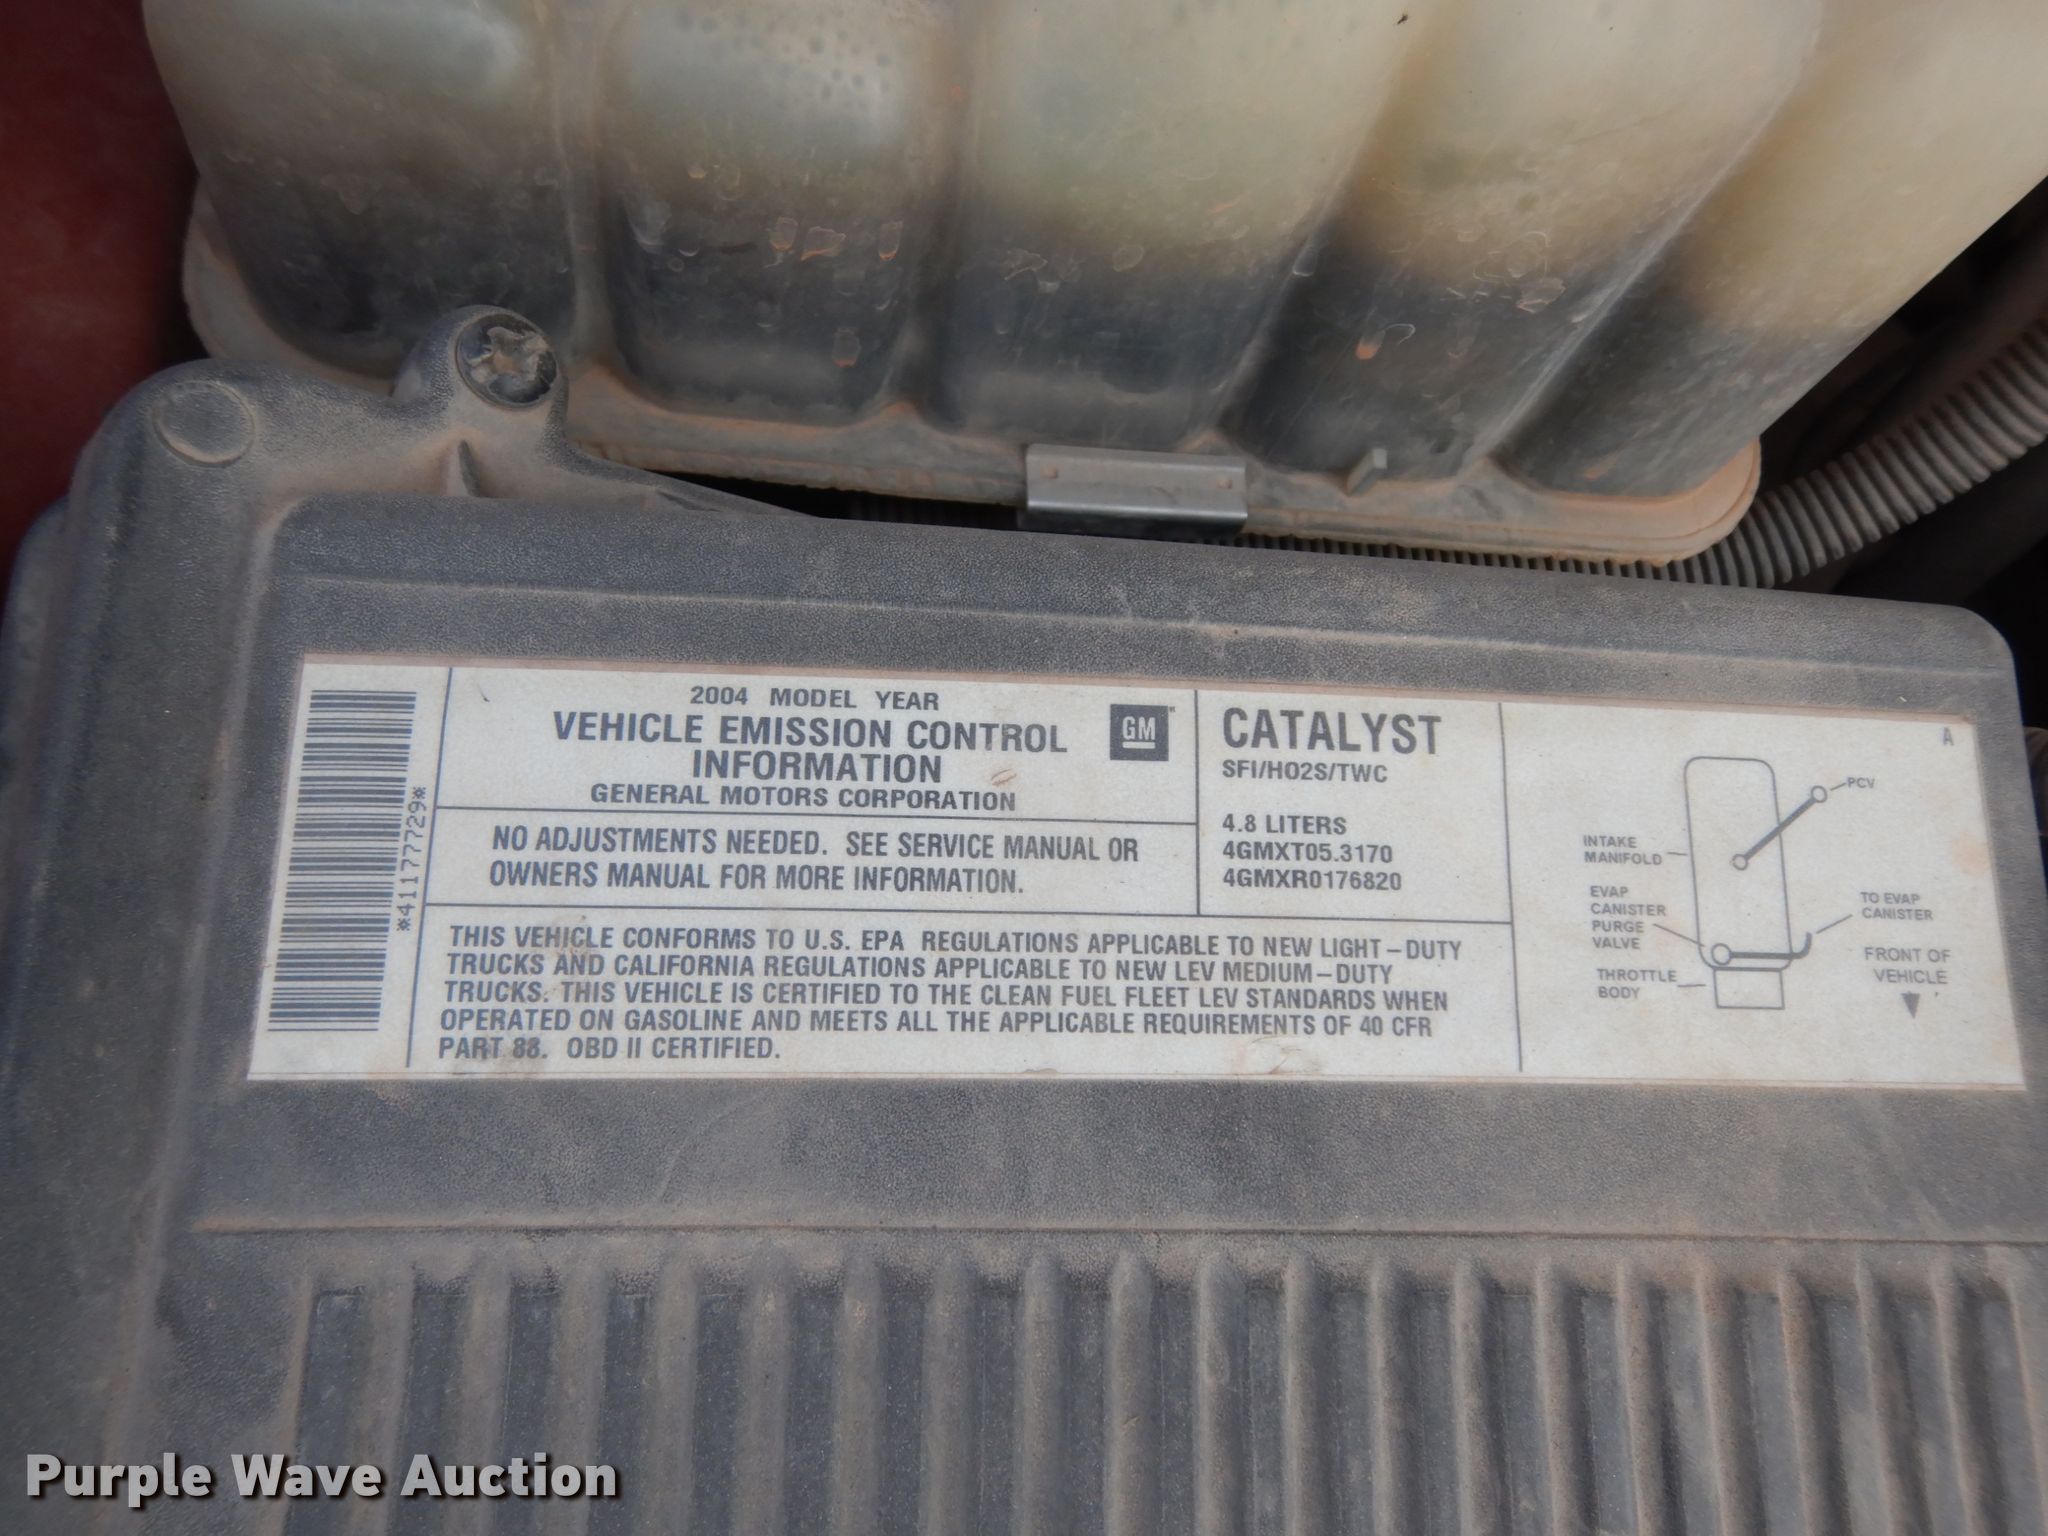 *411777729*
2004 MODEL YEAR
VEHICLE EMISSION CONTROL
INFORMATION
GENERAL MOTORS CORPORATION
GM
NO ADJUSTMENTS NEEDED. SEE SERVICE MANUAL OR
OWNERS MANUAL FOR MORE INFORMATION.
CATALYST
SFI/HO2S/TWC
4.8 LITERS
4GMXT05.3170
4GMXR0176820
THIS VEHICLE CONFORMS TO U.S. EPA REGULATIONS APPLICABLE TO NEW LIGHT-DUTY
TRUCKS AND CALIFORNIA REGULATIONS APPLICABLE TO NEW LEV MEDIUM-DUTY
TRUCKS. THIS VEHICLE IS CERTIFIED TO THE CLEAN FUEL FLEET LEV STANDARDS WHEN
OPERATED ON GASOLINE AND MEETS ALL THE APPLICABLE REQUIREMENTS OF 40 CFR
PART 88. OBD II CERTIFIED.
A
PCV
INTAKE
MANIFOLD
EVAP
CANISTER
PURGE
VALVE
THROTTLE
BODY
TO EVAP
CANISTER
FRONT OF
VEHICLE
Purple Wave Auction